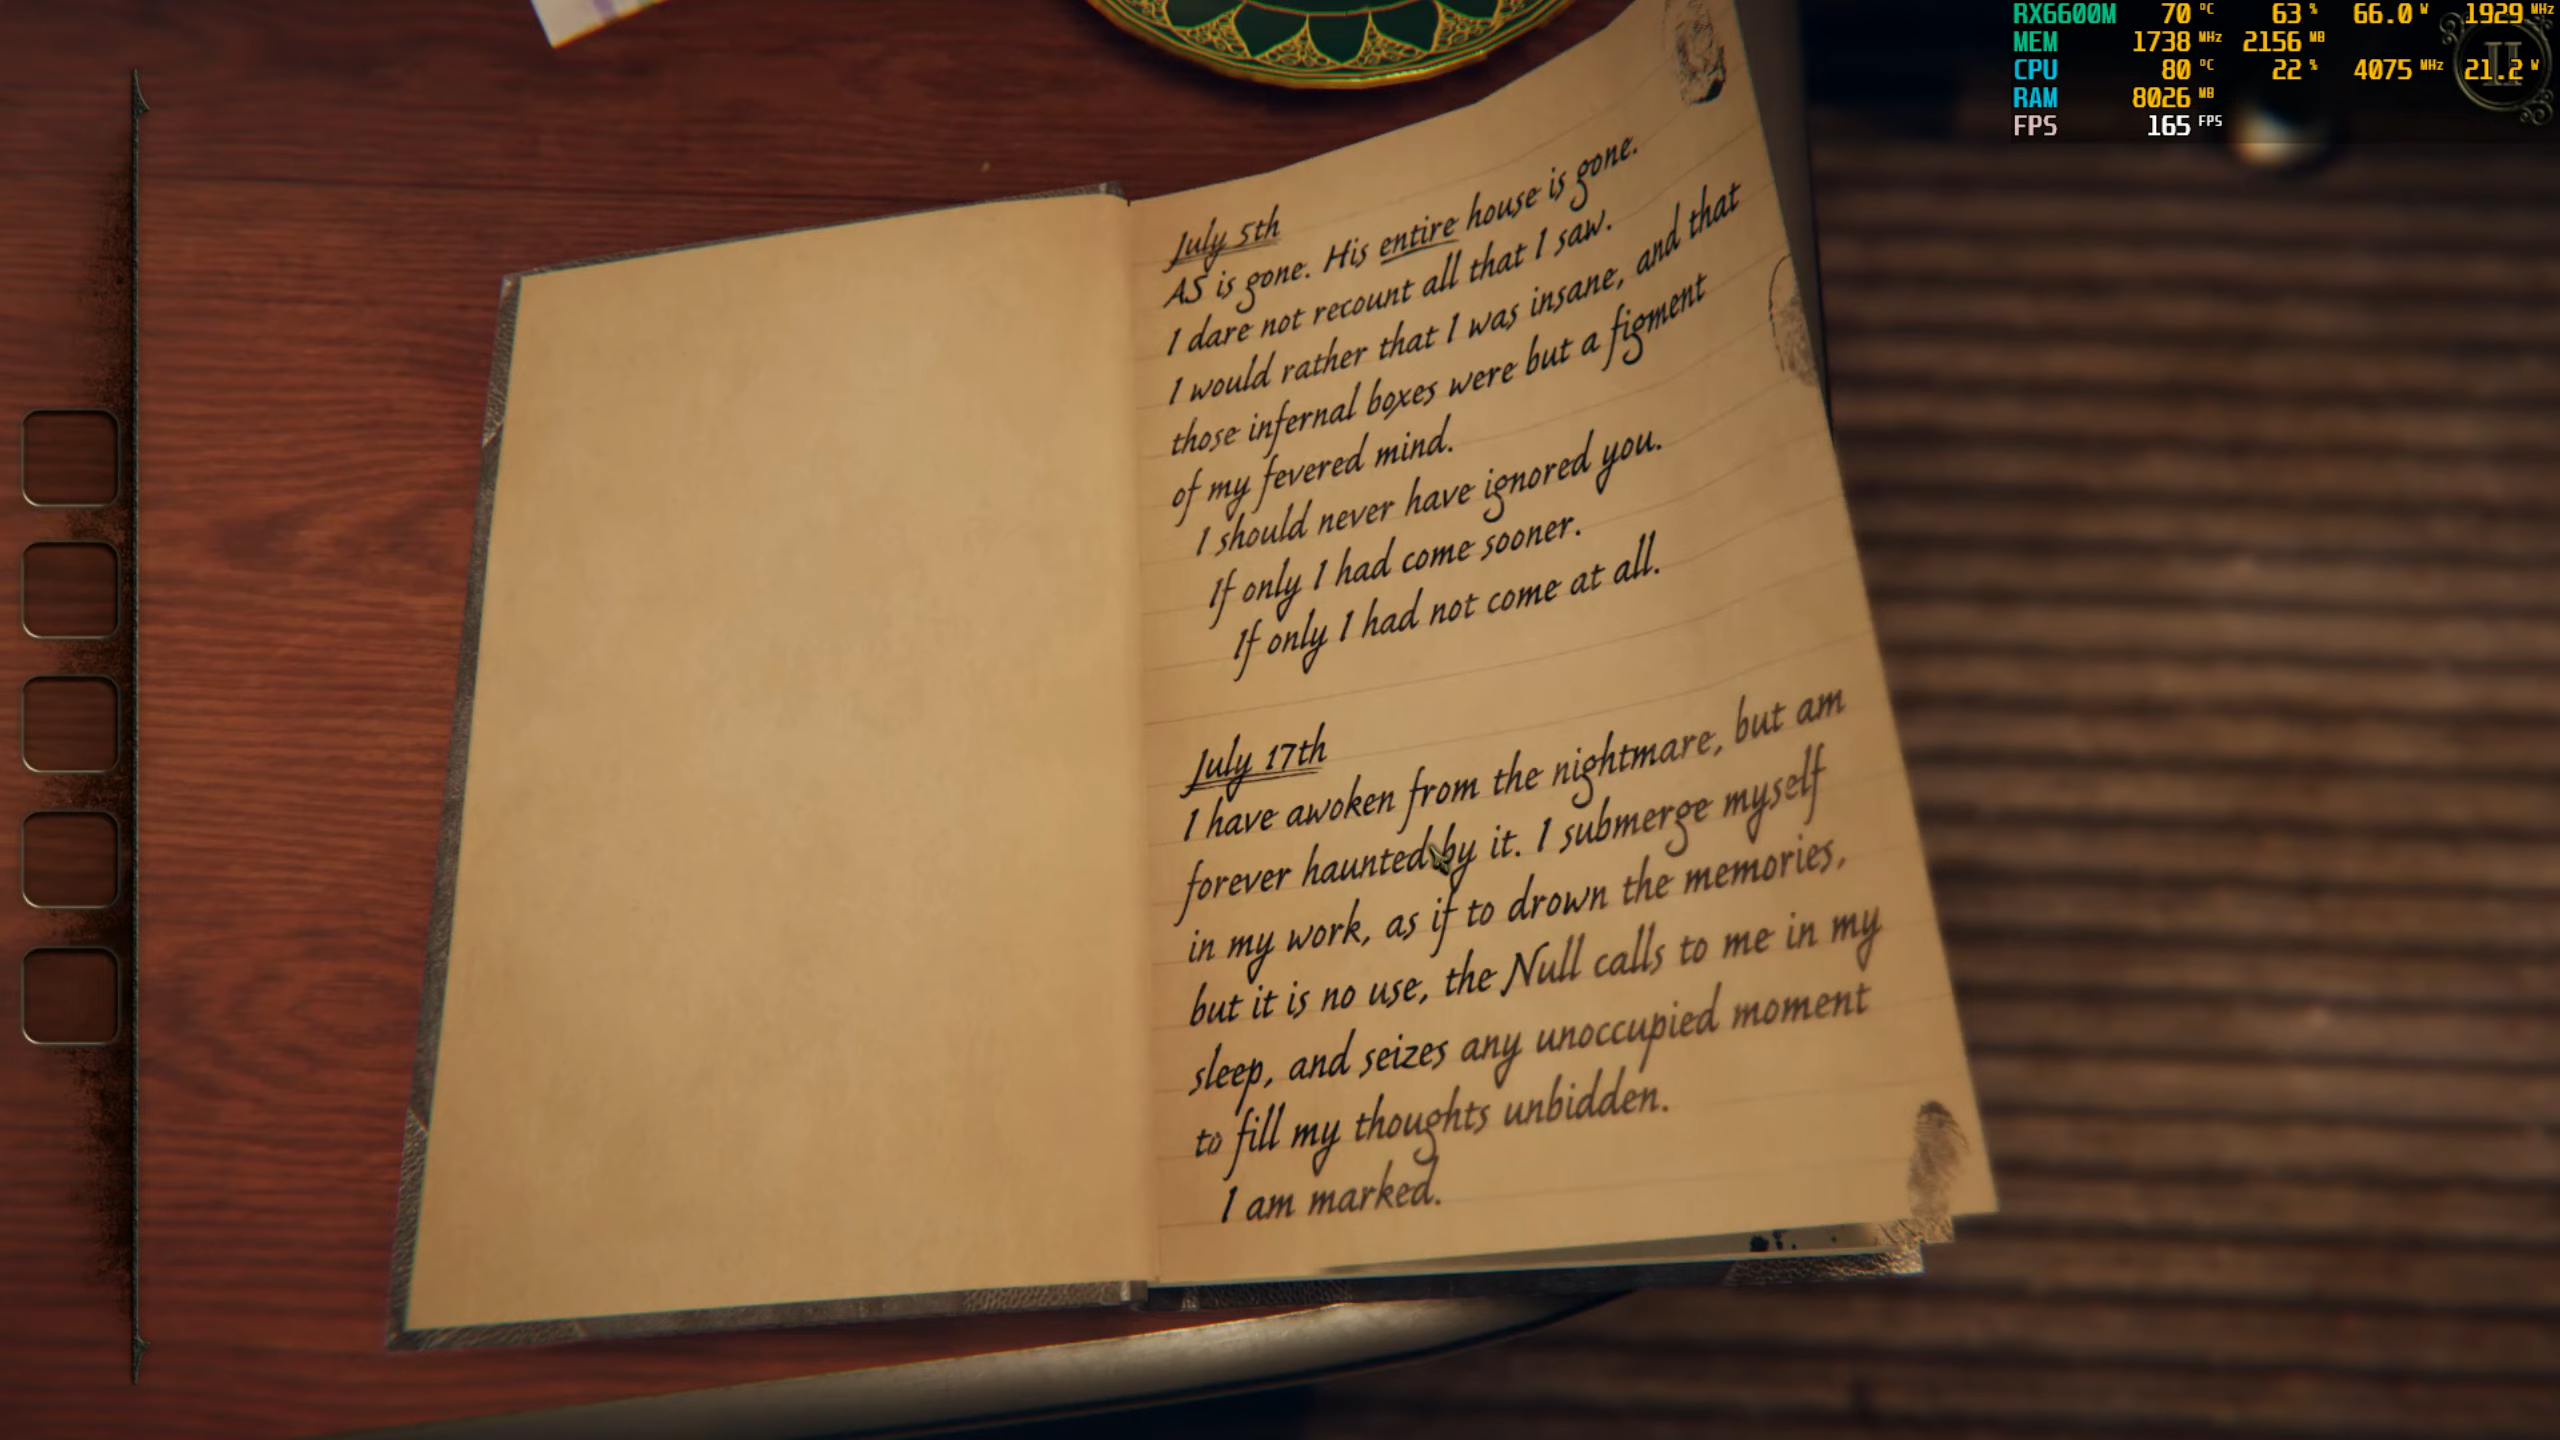 RX6600M 70 °C 63 % 66.0 W 1929 MHz
MEM 1738 MHz 2156 MB
CPU 80 °C 22 % 4075 MHz 21.2 W
RAM 8026 MB
FPS 165 FPS
II
July 5th
AS is gone. His entire house is gone.
I dare not recount all that I saw.
I would rather that I was insane, and that
those infernal boxes were but a figment
of my fevered mind.
I should never have ignored you.
If only I had come sooner.
If only I had not come at all.
July 17th
I have awoken from the nightmare, but am
forever haunted by it. I submerge myself
in my work, as if to drown the memories,
but it is no use, the Null calls to me in my
sleep, and seizes any unoccupied moment
to fill my thoughts unbidden.
I am marked.